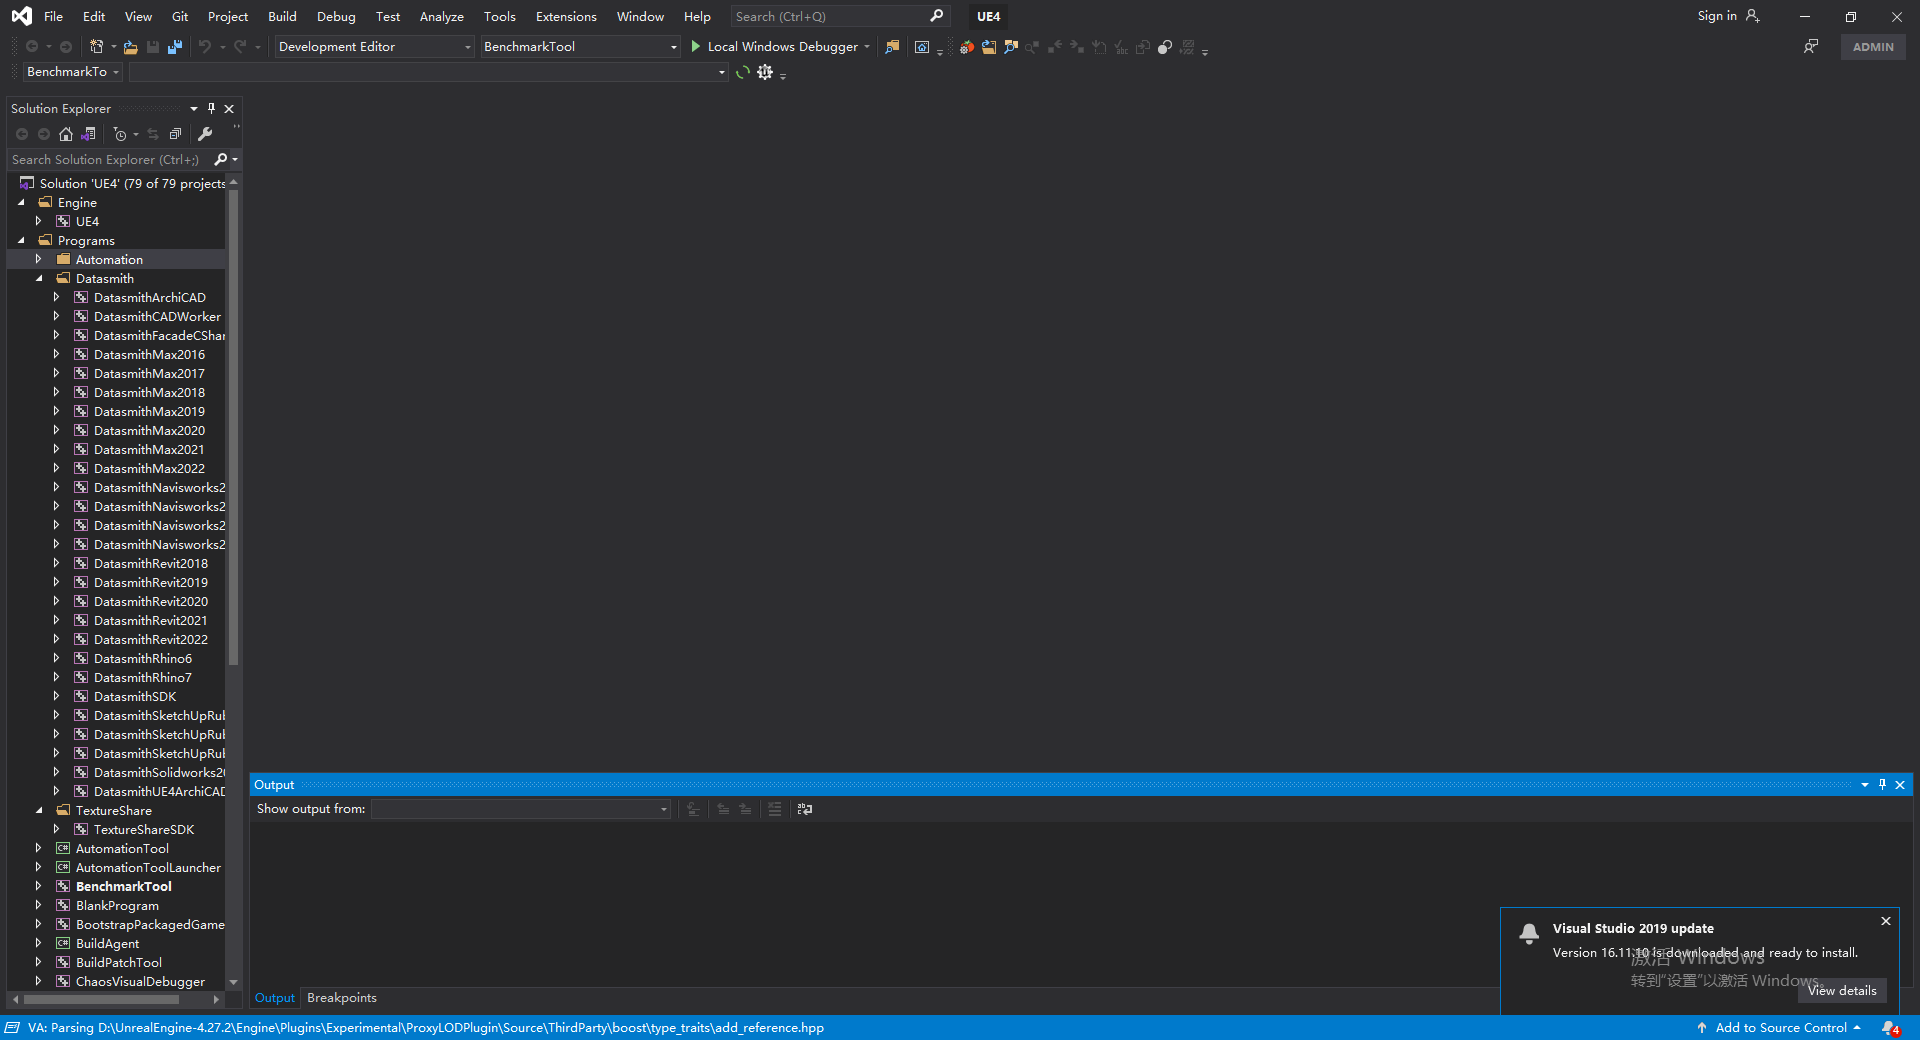 File Edit View Git Project Build Debug Test Analyze Tools Extensions Window Help Search (Ctrl+Q) UE4 Sign in
Development Editor BenchmarkTool Local Windows Debugger ADMIN
BenchmarkTo
Solution Explorer
Search Solution Explorer (Ctrl+;)
Solution 'UE4' (79 of 79 projects
Engine
UE4
Programs
Automation
Datasmith
DatasmithArchiCAD
DatasmithCADWorker
DatasmithFacadeCShar
DatasmithMax2016
DatasmithMax2017
DatasmithMax2018
DatasmithMax2019
DatasmithMax2020
DatasmithMax2021
DatasmithMax2022
DatasmithNavisworks2
DatasmithNavisworks2
DatasmithNavisworks2
DatasmithNavisworks2
DatasmithRevit2018
DatasmithRevit2019
DatasmithRevit2020
DatasmithRevit2021
DatasmithRevit2022
DatasmithRhino6
DatasmithRhino7
DatasmithSDK
DatasmithSketchUpRub
DatasmithSketchUpRub
DatasmithSketchUpRub
DatasmithSolidworks20
DatasmithUE4ArchiCAD
TextureShare
TextureShareSDK
AutomationTool
AutomationToolLauncher
BenchmarkTool
BlankProgram
BootstrapPackagedGame
BuildAgent
BuildPatchTool
ChaosVisualDebugger
Output
Show output from:
Output Breakpoints
Visual Studio 2019 update
Version 16.11.10 is downloaded and ready to install.
激活 Windows
转到"设置"以激活 Windows。
View details
VA: Parsing D:\UnrealEngine-4.27.2\Engine\Plugins\Experimental\ProxyLODPlugin\Source\ThirdParty\boost\type_traits\add_reference.hpp
Add to Source Control 4